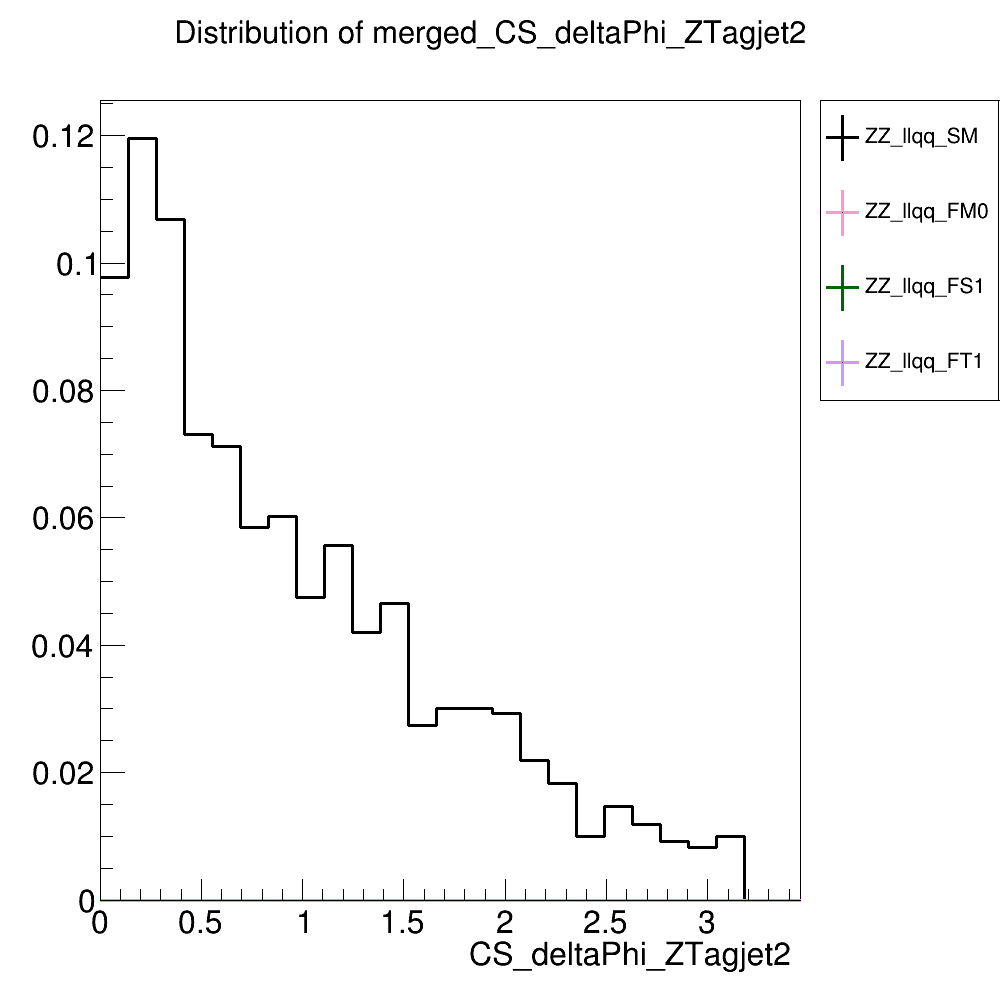 Distribution of merged_CS_deltaPhi_ZTagjet2
0.12
0.1
0.08
0.06
0.04
0.02
0
0 0.5 1 1.5 2 2.5 3
CS_deltaPhi_ZTagjet2
ZZ_llqq_SM
ZZ_llqq_FM0
ZZ_llqq_FS1
ZZ_llqq_FT1